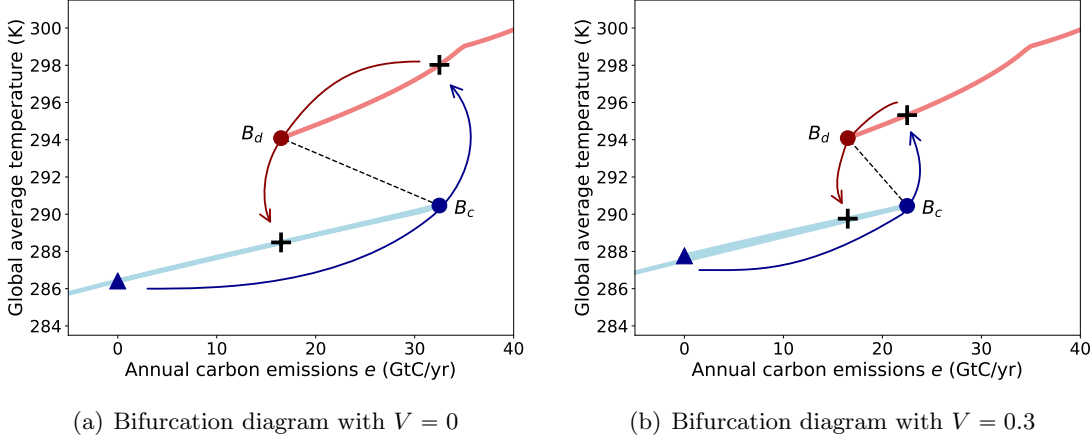 Global average temperature (K)
300
298
296
294
292
290
288
286
284
B_d
B_c
0
10
20
30
40
Annual carbon emissions e (GtC/yr)
(a) Bifurcation diagram with V = 0
Global average temperature (K)
300
298
296
294
292
290
288
286
284
B_d
B_c
0
10
20
30
40
Annual carbon emissions e (GtC/yr)
(b) Bifurcation diagram with V = 0.3